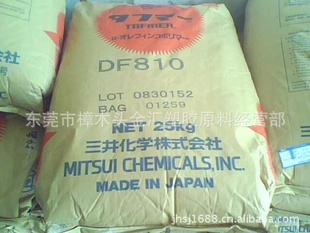 タフマー
TAFMER
α-オレフィンコポリマー
DF810
LOT 0830152
BAG 01259
东莞市樟木头金汇塑胶原料经营部
NET 25kg
三井化学株式会社
MITSUI CHEMICALS, INC.
MADE IN JAPAN
jhsj1688.cn.alibaba.com